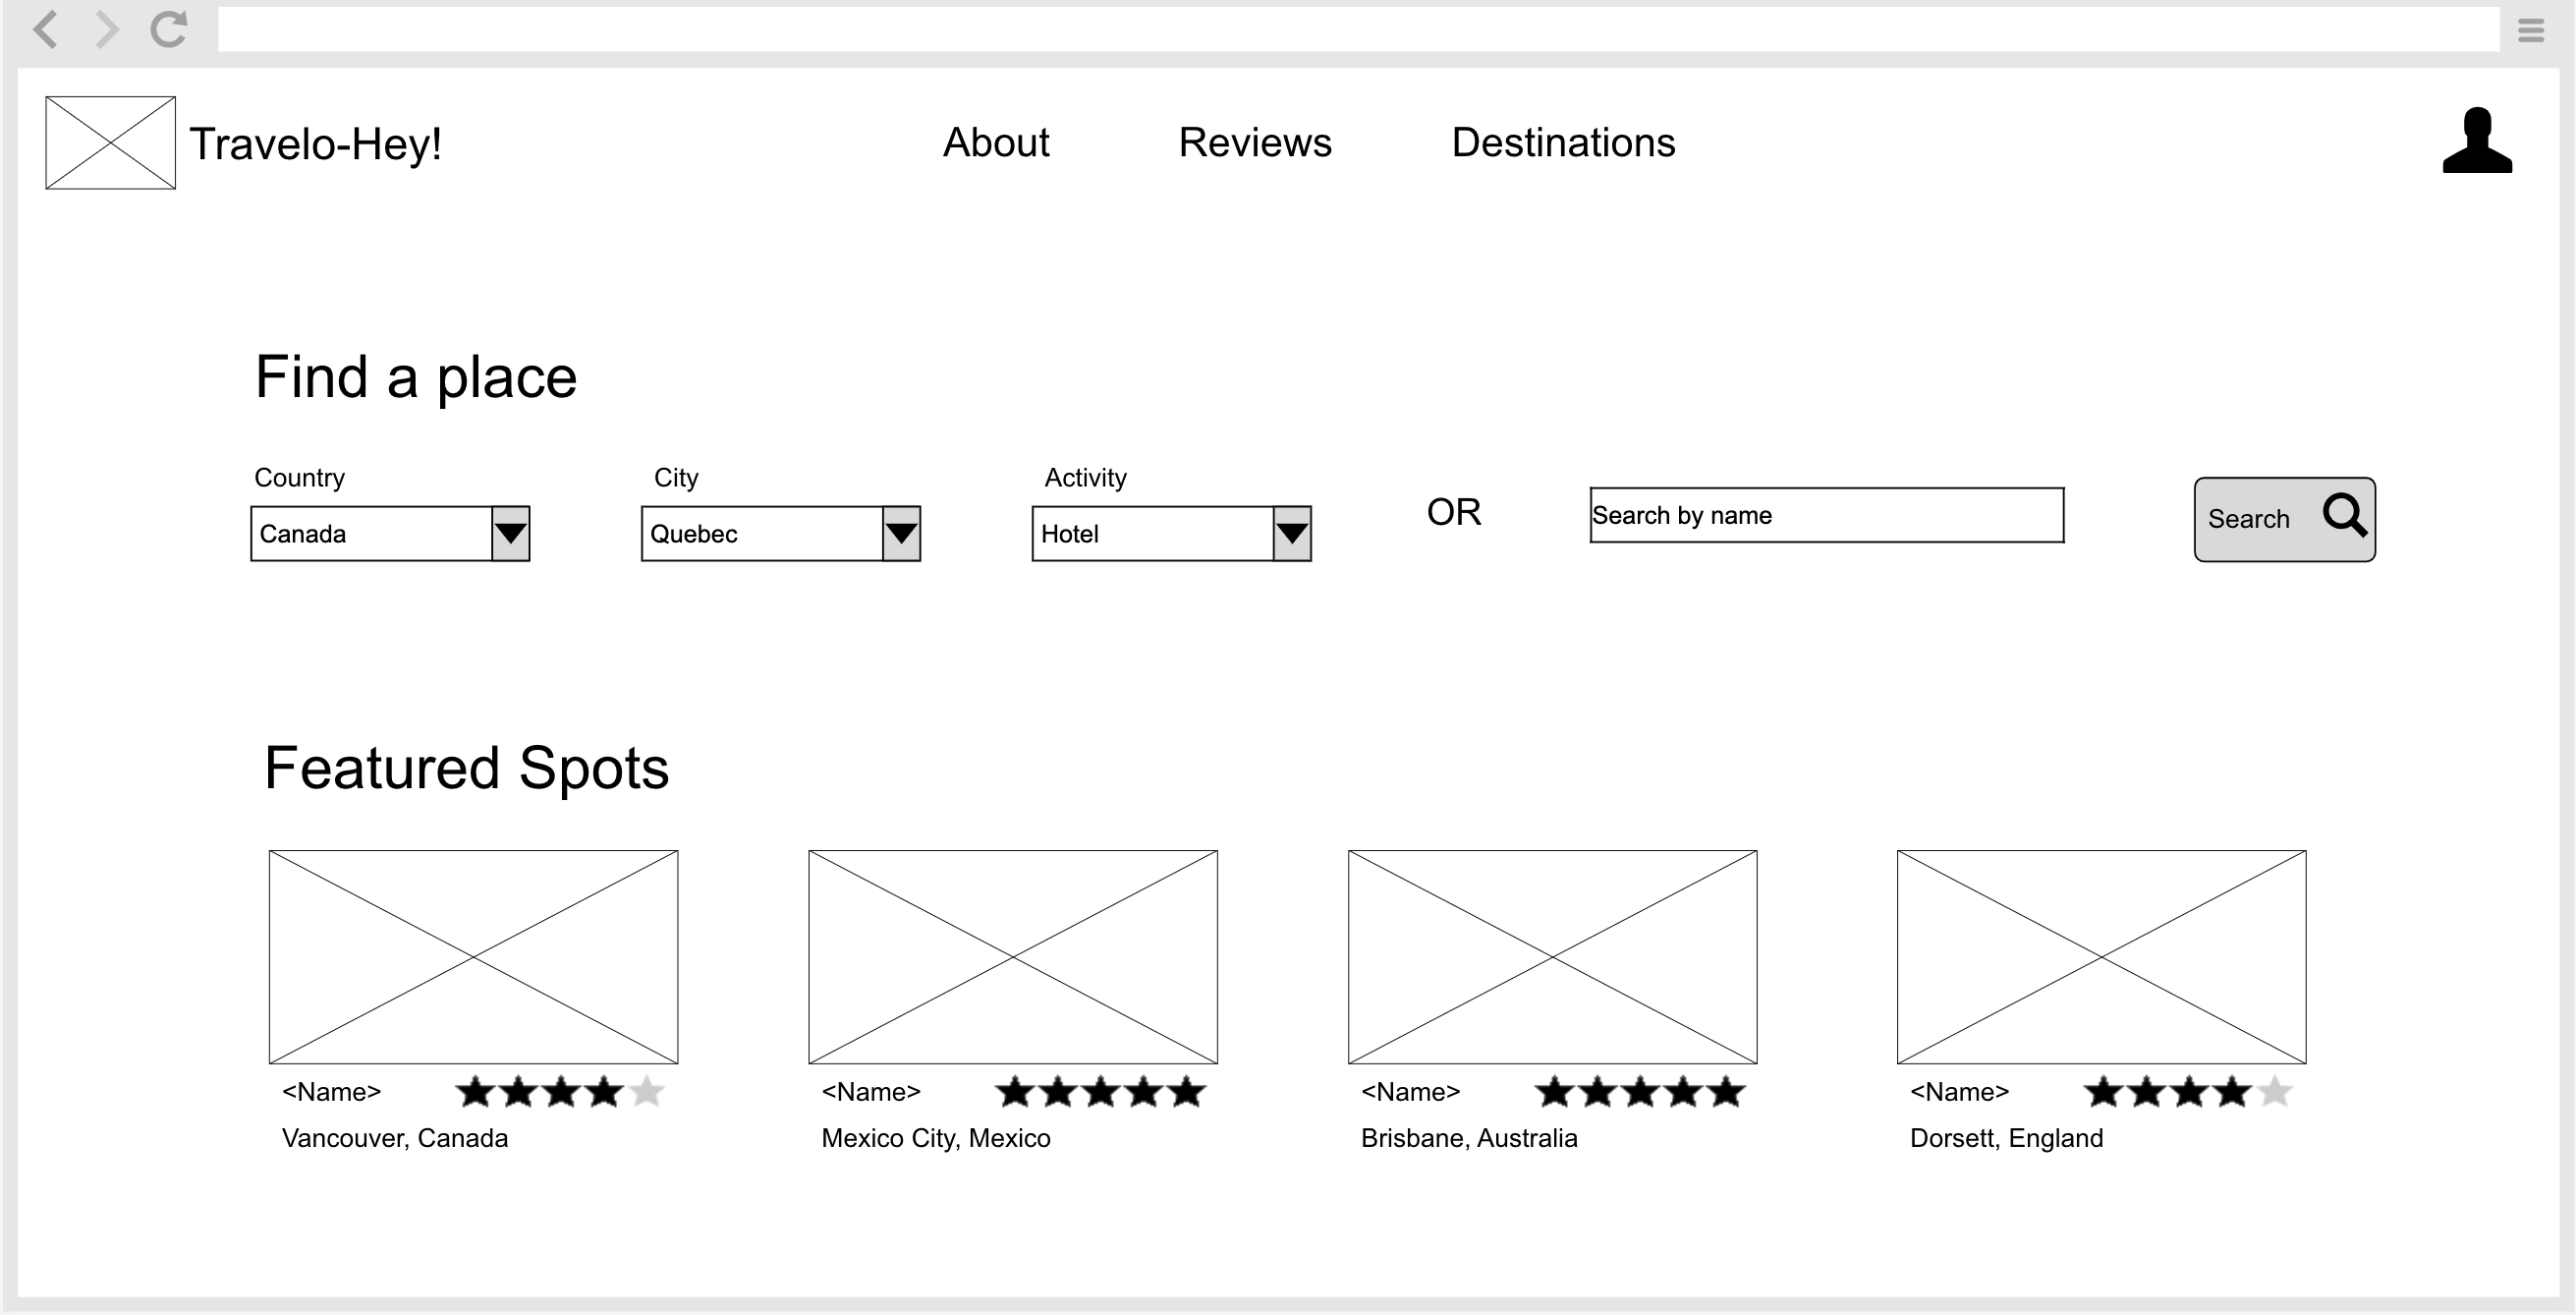 Travelo-Hey!
About
Reviews
Destinations
Find a place
Country
City
Activity
Canada
Quebec
Hotel
OR
Search by name
Search
Featured Spots
<Name>
Vancouver, Canada
<Name>
Mexico City, Mexico
<Name>
Brisbane, Australia
<Name>
Dorsett, England